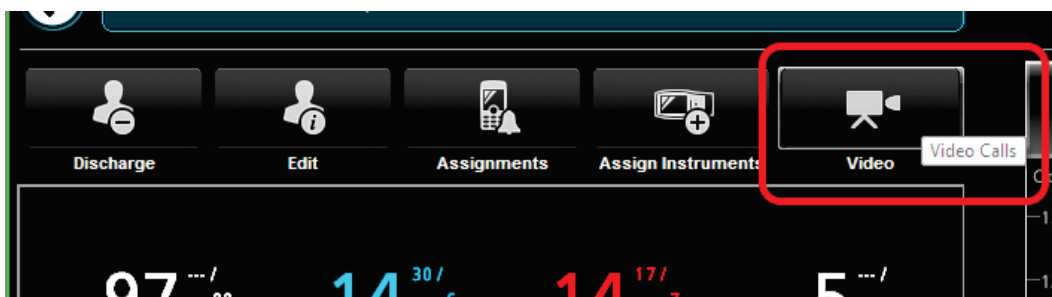 Discharge
Edit
Assignments
Assign Instruments
Video
Video Calls
97 ---/ 14 30/ 14 17/ 5 ---/